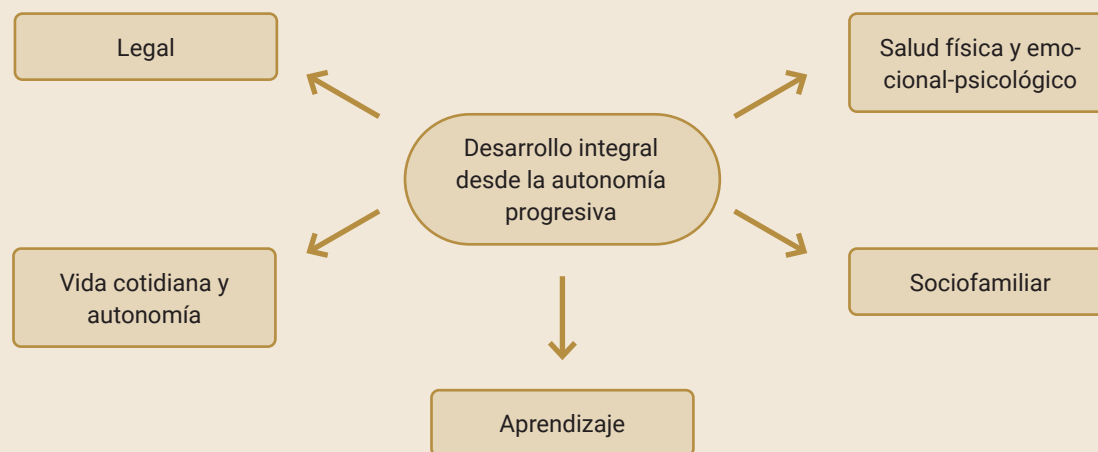 Legal
Salud física y emo-
cional-psicológico
Desarrollo integral
desde la autonomía
progresiva
Vida cotidiana y
autonomía
Sociofamiliar
Aprendizaje